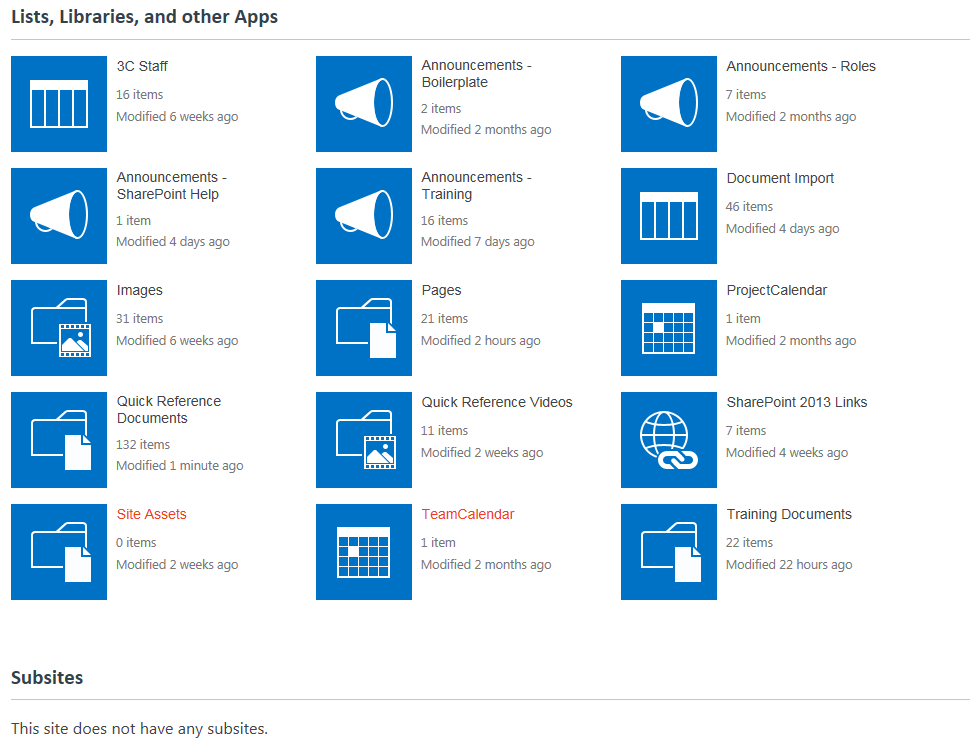 Lists, Libraries, and other Apps
3C Staff
16 items
Modified 6 weeks ago
Announcements -
Boilerplate
2 items
Modified 2 months ago
Announcements - Roles
7 items
Modified 2 months ago
Announcements -
SharePoint Help
1 item
Modified 4 days ago
Announcements -
Training
16 items
Modified 7 days ago
Document Import
46 items
Modified 4 days ago
Images
31 items
Modified 6 weeks ago
Pages
21 items
Modified 2 hours ago
ProjectCalendar
1 item
Modified 2 months ago
Quick Reference
Documents
132 items
Modified 1 minute ago
Quick Reference Videos
11 items
Modified 2 weeks ago
SharePoint 2013 Links
7 items
Modified 4 weeks ago
Site Assets
0 items
Modified 2 weeks ago
TeamCalendar
1 item
Modified 2 months ago
Training Documents
22 items
Modified 22 hours ago
Subsites
This site does not have any subsites.